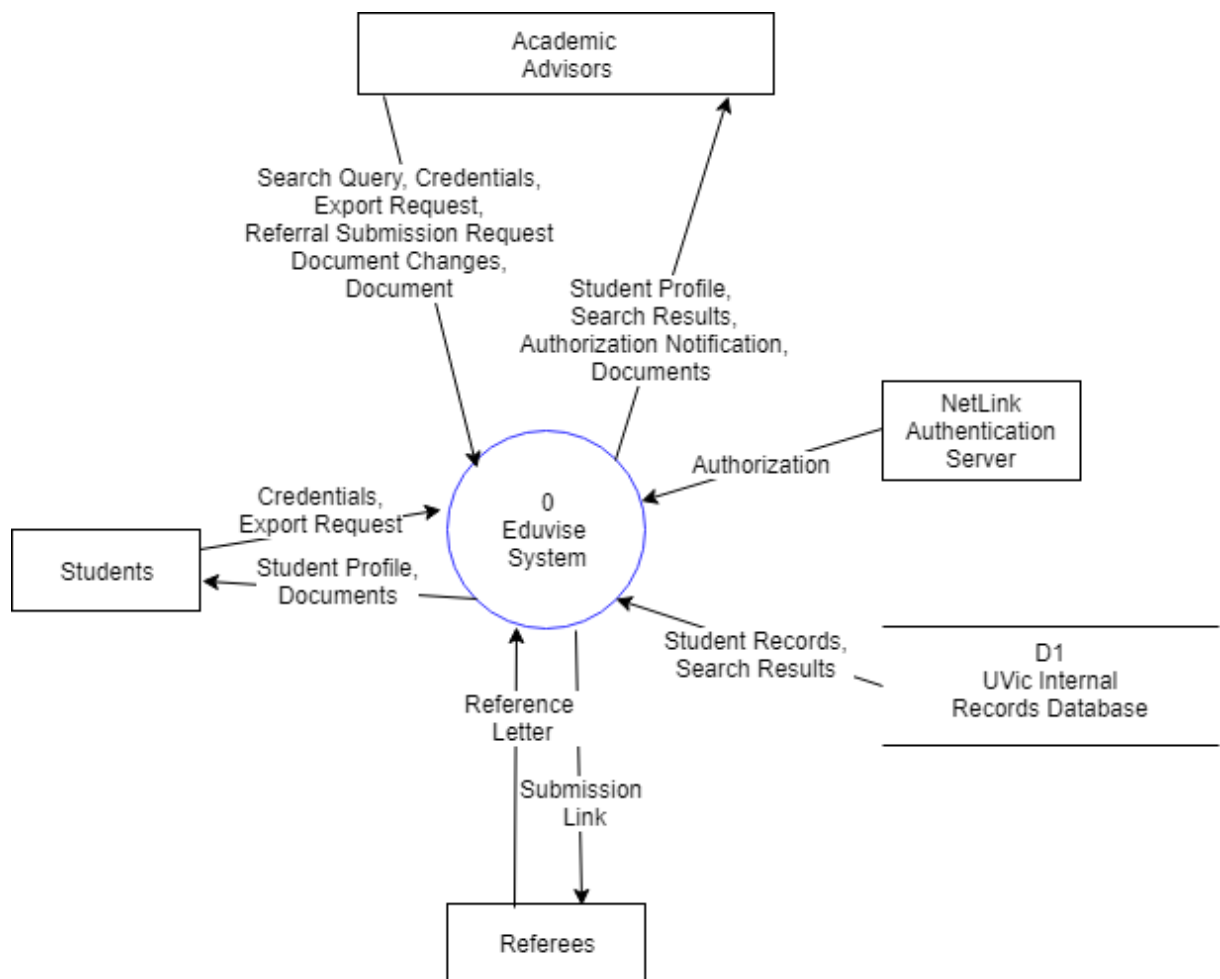 Academic
Advisors
Search Query, Credentials,
Export Request,
Referral Submission Request
Document Changes,
Document
Student Profile,
Search Results,
Authorization Notification,
Documents
NetLink
Authentication
Server
Authorization
Credentials,
Export Request
0
Eduvise
System
Students
Student Profile,
Documents
Student Records,
Search Results
D1
UVic Internal
Records Database
Reference
Letter
Submission
Link
Referees